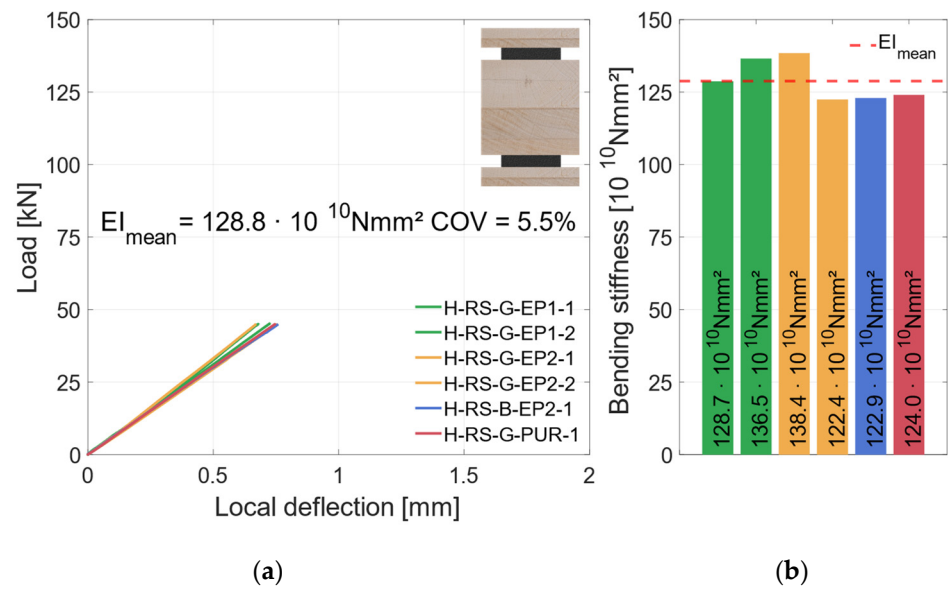 150
125
100
75
50
25
0
Load [kN]
EI_mean = 128.8 · 10 ¹⁰Nmm² COV = 5.5%
H-RS-G-EP1-1
H-RS-G-EP1-2
H-RS-G-EP2-1
H-RS-G-EP2-2
H-RS-B-EP2-1
H-RS-G-PUR-1
0 0.5 1 1.5 2
Local deflection [mm]
(a)
150
125
100
75
50
25
0
Bending stiffness [10 ¹⁰Nmm²]
EI_mean
128.7 · 10 ¹⁰Nmm²
136.5 · 10 ¹⁰Nmm²
138.4 · 10 ¹⁰Nmm²
122.4 · 10 ¹⁰Nmm²
122.9 · 10 ¹⁰Nmm²
124.0 · 10 ¹⁰Nmm²
(b)